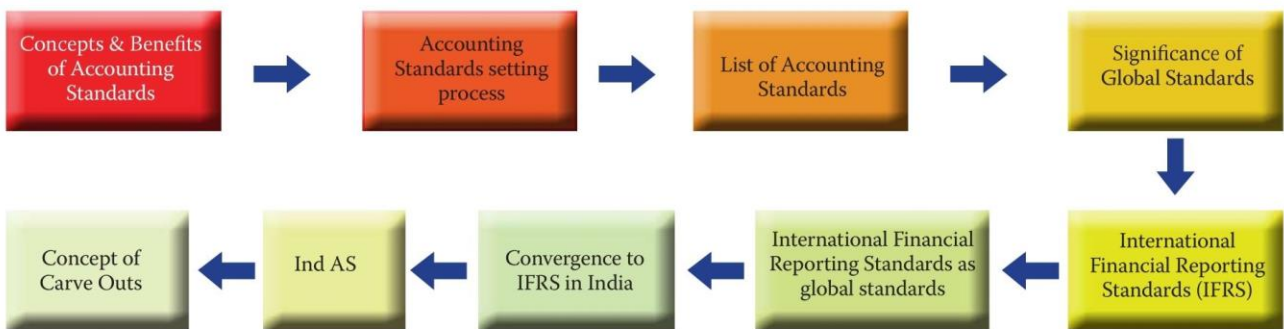 Concepts & Benefits
of Accounting
Standards
Accounting
Standards setting
process
List of Accounting
Standards
Significance of
Global Standards
International
Financial Reporting
Standards (IFRS)
International Financial
Reporting Standards as
global standards
Convergence to
IFRS in India
Ind AS
Concept of
Carve Outs